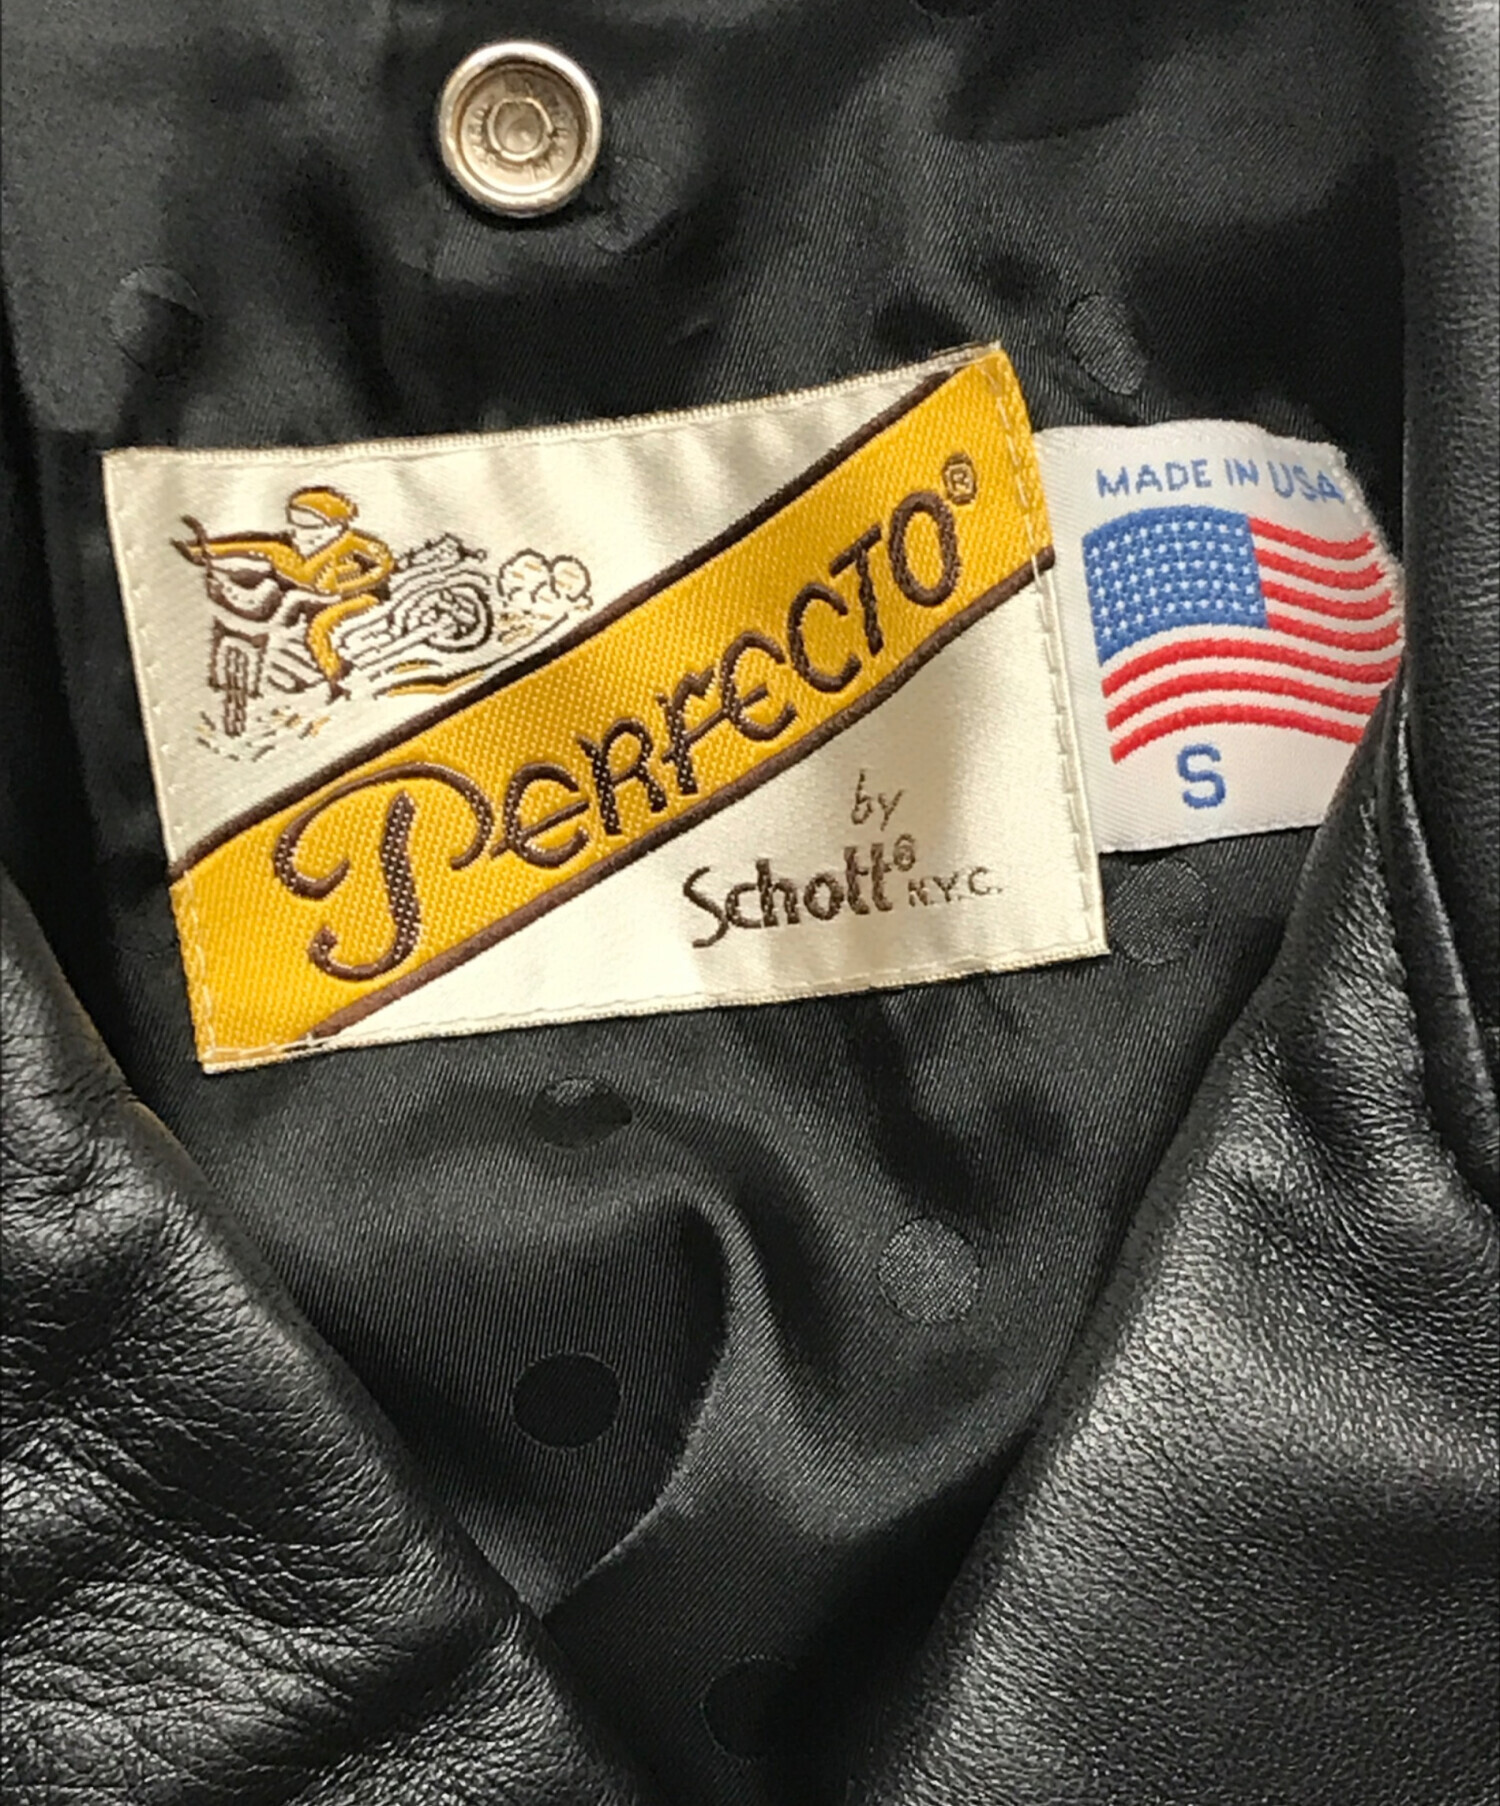 PERFECTO®
by
Schott® N.Y.C.
MADE IN USA
S